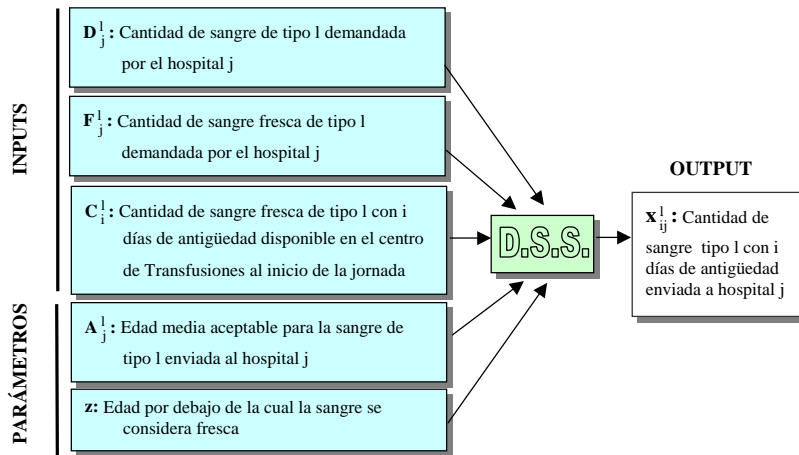 INPUTS
D^l_j : Cantidad de sangre de tipo l demandada
por el hospital j
F^l_j : Cantidad de sangre fresca de tipo l
demandada por el hospital j
C^l_i : Cantidad de sangre fresca de tipo l con i
días de antigüedad disponible en el centro
de Transfusiones al inicio de la jornada
PARÁMETROS
A^l_j : Edad media aceptable para la sangre de
tipo l enviada al hospital j
z: Edad por debajo de la cual la sangre se
considera fresca
D.S.S.
OUTPUT
x^l_ij : Cantidad de
sangre tipo l con i
días de antigüedad
enviada a hospital j